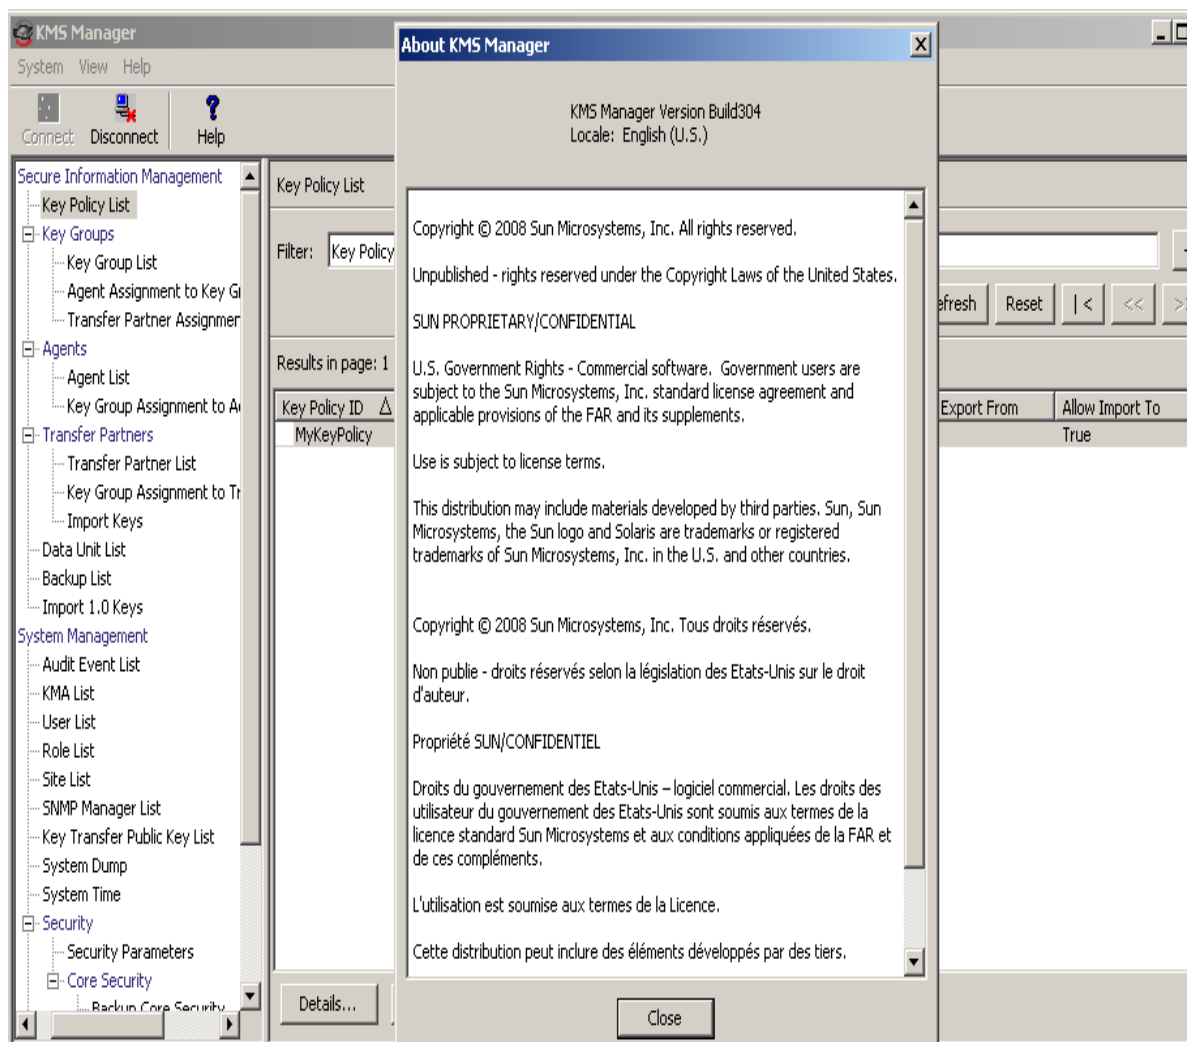 KMS Manager
System View Help
Connect Disconnect Help
Secure Information Management
Key Policy List
Key Groups
Key Group List
Agent Assignment to Key
Transfer Partner
Agents
Agent List
Key Group Assignment to
Transfer Partners
Transfer Partner List
Key Group Assignment to
Import Keys
Data Unit List
Backup List
Import 1.0 Keys
System Management
Audit Event List
KMA List
User List
Role List
Site List
SNMP Manager List
Key Transfer Public Key List
System Dump
System Time
Security
Security Parameters
Core Security
Backup Core Security
Key Policy List
Filter: Key Policy
Reset |< <<
Results in page: 1
Key Policy ID Export From Allow Import To
MyKeyPolicy True
Details...
About KMS Manager
KMS Manager Version Build304
Locale: English (U.S.)
Copyright © 2008 Sun Microsystems, Inc. All rights reserved.
Unpublished - rights reserved under the Copyright Laws of the United States.
SUN PROPRIETARY/CONFIDENTIAL
U.S. Government Rights - Commercial software. Government users are
subject to the Sun Microsystems, Inc. standard license agreement and
applicable provisions of the FAR and its supplements.
Use is subject to license terms.
This distribution may include materials developed by third parties. Sun, Sun
Microsystems, the Sun logo and Solaris are trademarks or registered
trademarks of Sun Microsystems, Inc. in the U.S. and other countries.
Copyright © 2008 Sun Microsystems, Inc. Tous droits réservés.
Non publie - droits réservés selon la législation des Etats-Unis sur le droit
d'auteur.
Propriété SUN/CONFIDENTIEL
Droits du gouvernement des Etats-Unis – logiciel commercial. Les droits des
utilisateur du gouvernement des Etats-Unis sont soumis aux termes de la
licence standard Sun Microsystems et aux conditions appliquées de la FAR et
de ces compléments.
L'utilisation est soumise aux termes de la Licence.
Cette distribution peut inclure des éléments développés par des tiers.
Close